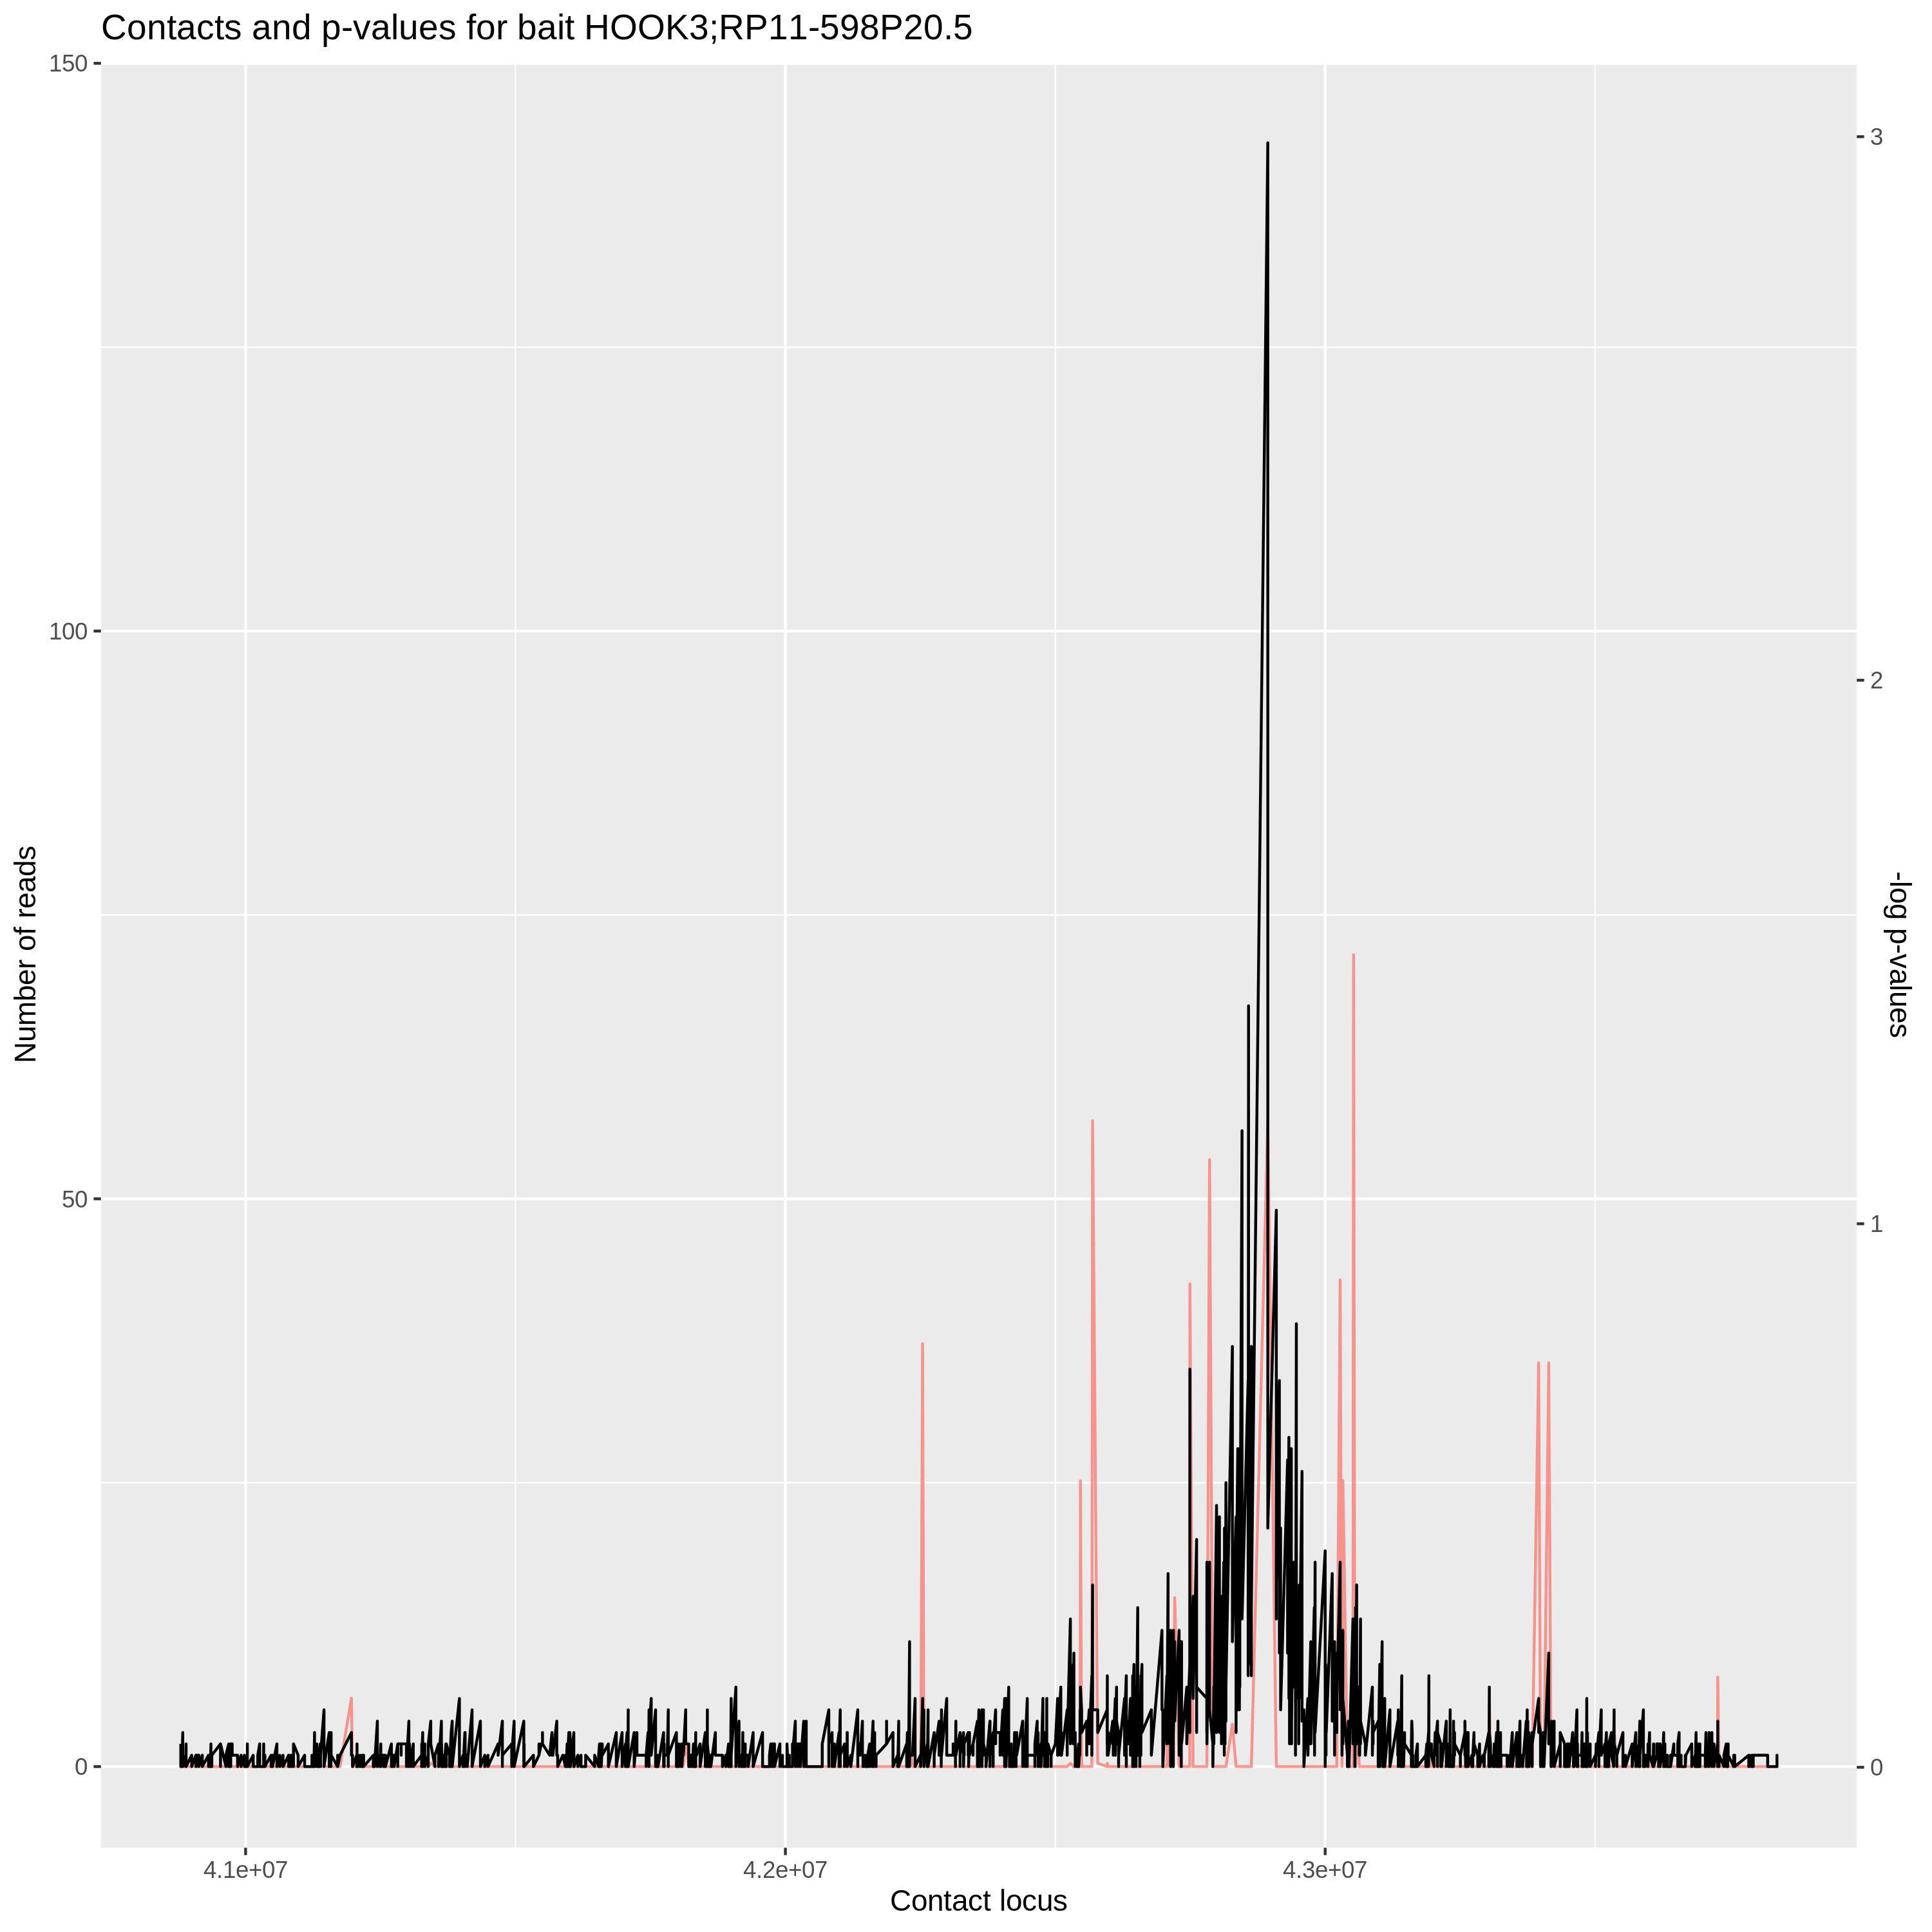 Contacts and p-values for bait HOOK3;RP11-598P20.5
150
100
50
0
Number of reads
3
2
1
0
-log p-values
4.1e+07
4.2e+07
4.3e+07
Contact locus